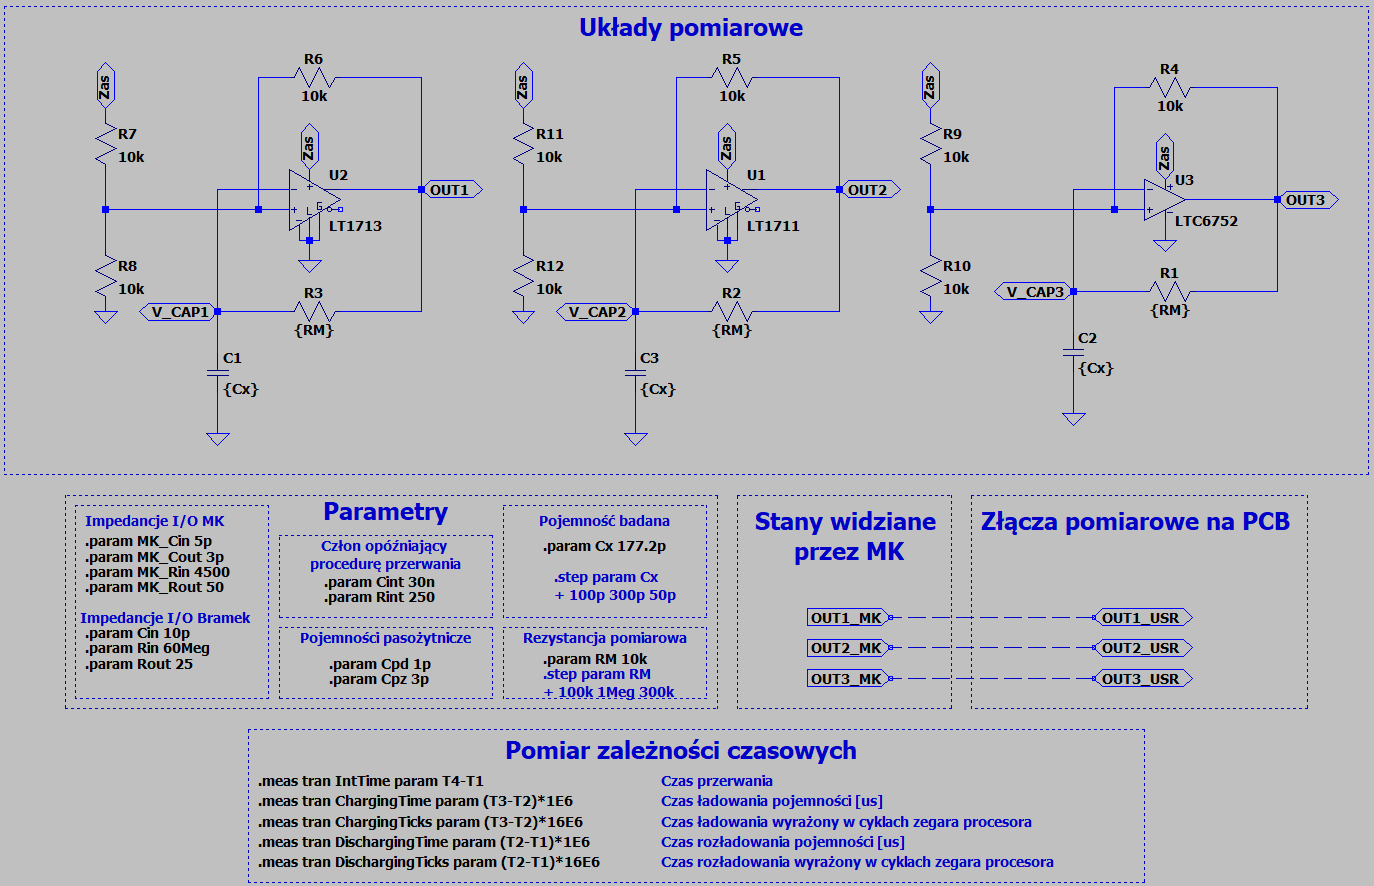 Układy pomiarowe
Zas
R7
10k
R8
10k
R6
10k
Zas
U2
LT1713
OUT1
R3
{RM}
V_CAP1
C1
{Cx}
Zas
R11
10k
R12
10k
R5
10k
Zas
U1
LT1711
OUT2
R2
{RM}
V_CAP2
C3
{Cx}
Zas
R9
10k
R10
10k
R4
10k
Zas
U3
LTC6752
OUT3
R1
{RM}
V_CAP3
C2
{Cx}
Parametry
Impedancje I/O MK
.param MK_Cin 5p
.param MK_Cout 3p
.param MK_Rin 4500
.param MK_Rout 50
Impedancje I/O Bramek
.param Cin 10p
.param Rin 60Meg
.param Rout 25
Człon opóźniający
procedurę przerwania
.param Cint 30n
.param Rint 250
Pojemności pasożytnicze
.param Cpd 1p
.param Cpz 3p
Pojemność badana
.param Cx 177.2p
.step param Cx
+ 100p 300p 50p
Rezystancja pomiarowa
.param RM 10k
.step param RM
+ 100k 1Meg 300k
Stany widziane
przez MK
OUT1_MK
OUT2_MK
OUT3_MK
Złącza pomiarowe na PCB
OUT1_USR
OUT2_USR
OUT3_USR
Pomiar zależności czasowych
.meas tran IntTime param T4-T1 Czas przerwania
.meas tran ChargingTime param (T3-T2)*1E6 Czas ładowania pojemności [us]
.meas tran ChargingTicks param (T3-T2)*16E6 Czas ładowania wyrażony w cyklach zegara procesora
.meas tran DischargingTime param (T2-T1)*1E6 Czas rozładowania pojemności [us]
.meas tran DischargingTicks param (T2-T1)*16E6 Czas rozładowania wyrażony w cyklach zegara procesora